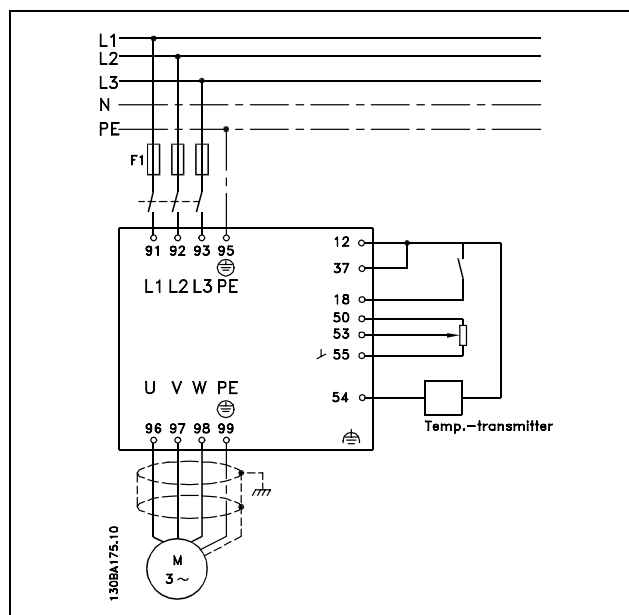 L1
L2
L3
N
PE
F1
91 92 93 95
L1 L2 L3 PE
12
37
18
50
53
55
54
Temp.-transmitter
U V W PE
96 97 98 99
M
3~
130BA175.10